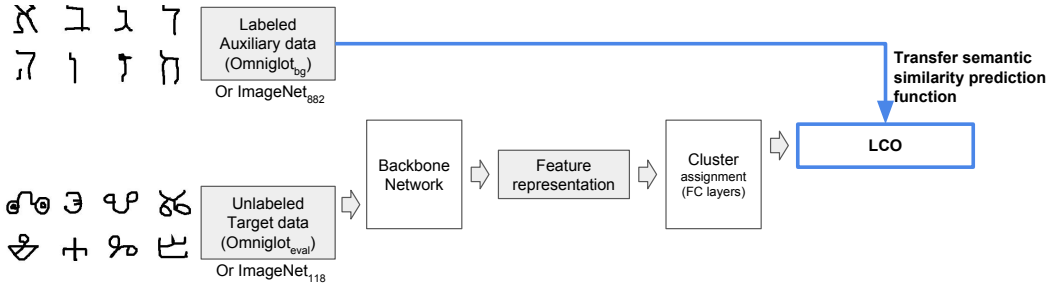 א ב ג ד
ה ו ז ח
Labeled
Auxiliary data
(Omniglot_bg)
Or ImageNet_882
Transfer semantic
similarity prediction
function
LCO
Backbone
Network
Feature
representation
Cluster
assignment
(FC layers)
Unlabeled
Target data
(Omniglot_eval)
Or ImageNet_118